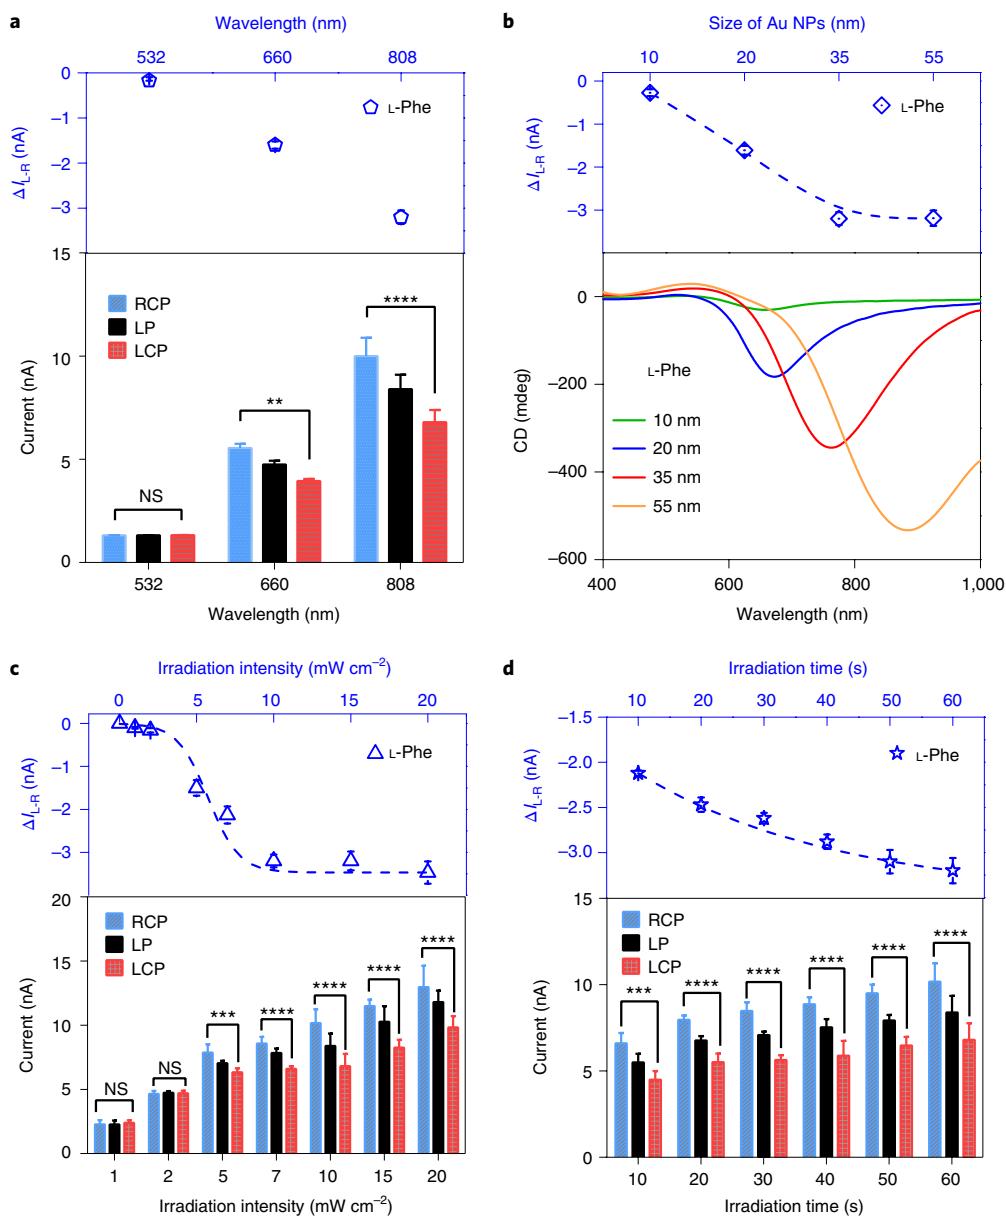 a
Wavelength (nm)
532 660 808
0
−1
−2
−3
ΔI_L-R (nA)
L-Phe
15
10
5
0
Current (nA)
RCP
LP
LCP
NS
**
****
532 660 808
Wavelength (nm)
b
Size of Au NPs (nm)
10 20 35 55
0
−1
−2
−3
ΔI_L-R (nA)
L-Phe
0
−200
−400
−600
CD (mdeg)
L-Phe
10 nm
20 nm
35 nm
55 nm
400 600 800 1,000
Wavelength (nm)
c
Irradiation intensity (mW cm⁻²)
0 5 10 15 20
0
−1
−2
−3
ΔI_L-R (nA)
L-Phe
20
15
10
5
0
Current (nA)
RCP
LP
LCP
NS
NS
***
****
****
****
****
1 2 5 7 10 15 20
Irradiation intensity (mW cm⁻²)
d
Irradiation time (s)
10 20 30 40 50 60
−1.5
−2.0
−2.5
−3.0
ΔI_L-R (nA)
L-Phe
15
10
5
0
Current (nA)
RCP
LP
LCP
***
****
****
****
****
****
10 20 30 40 50 60
Irradiation time (s)